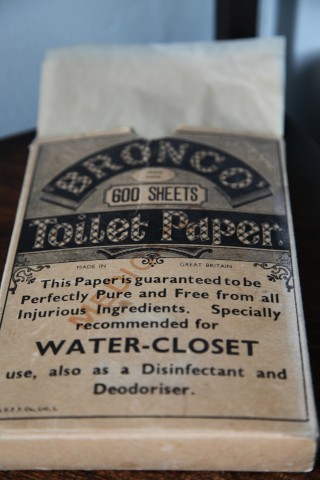 'BRONCO'
600 SHEETS
Toilet Paper.
MADE IN GREAT BRITAIN
This Paper is guaranteed to be
Perfectly Pure and Free from all
Injurious Ingredients. Specially
recommended for
WATER-CLOSET
use, also as a Disinfectant and
Deodoriser.